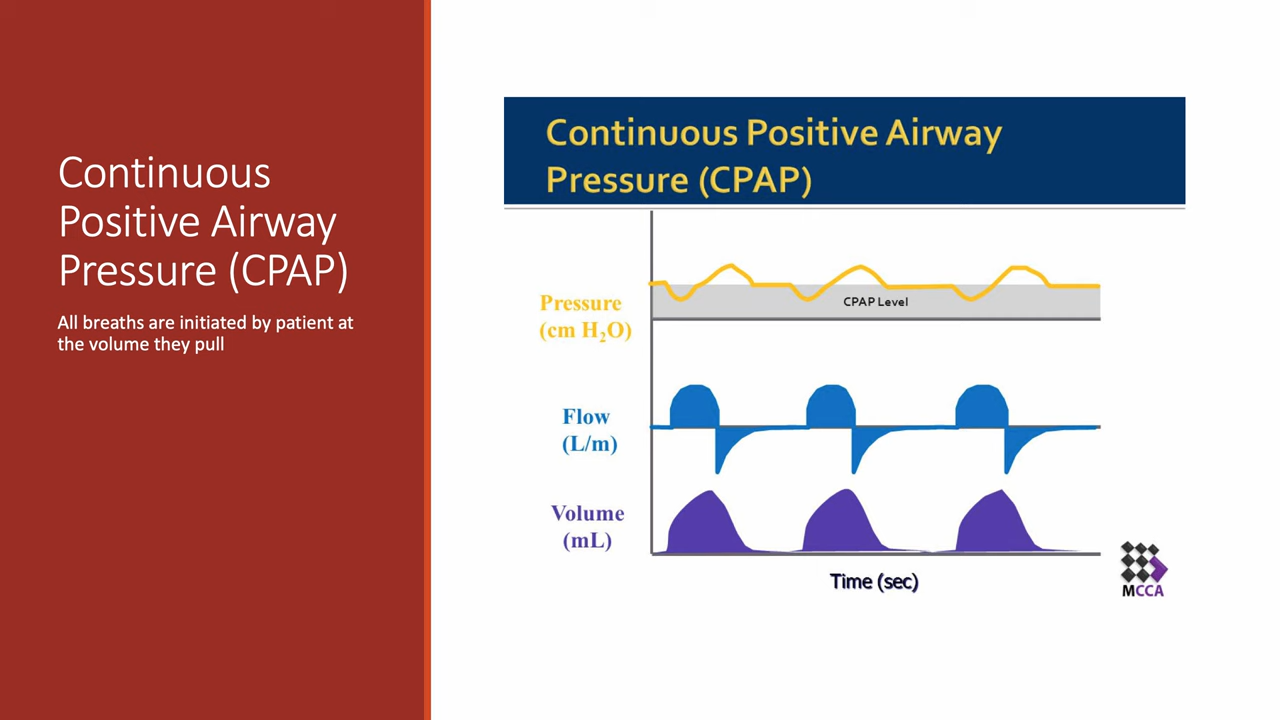 Continuous
Positive Airway
Pressure (CPAP)
All breaths are initiated by patient at
the volume they pull
Continuous Positive Airway
Pressure (CPAP)
Pressure
(cm H₂O)
CPAP Level
Flow
(L/m)
Volume
(mL)
Time (sec)
MCCA